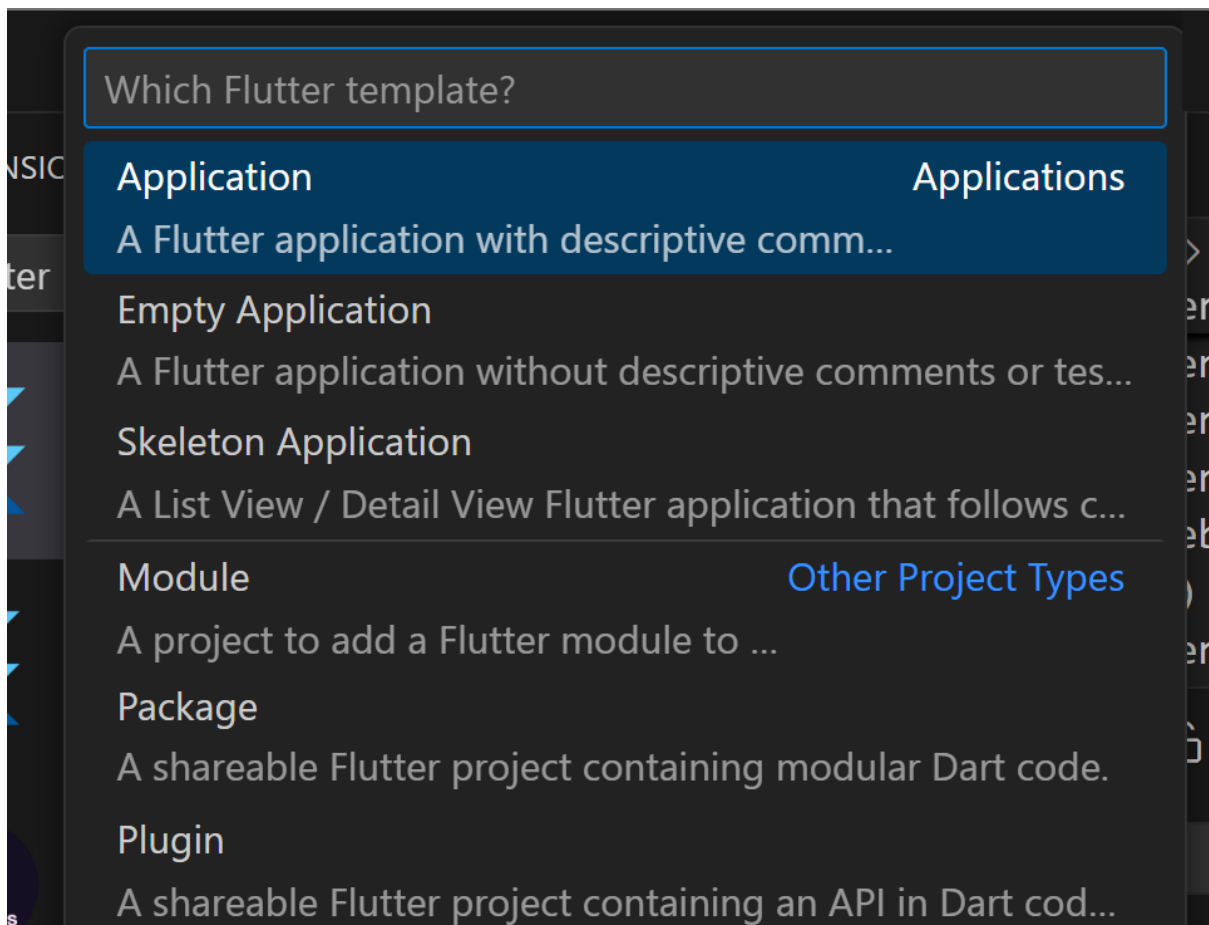 Which Flutter template?
Application Applications
A Flutter application with descriptive comm...
Empty Application
A Flutter application without descriptive comments or tes...
Skeleton Application
A List View / Detail View Flutter application that follows c...
Module Other Project Types
A project to add a Flutter module to ...
Package
A shareable Flutter project containing modular Dart code.
Plugin
A shareable Flutter project containing an API in Dart cod...